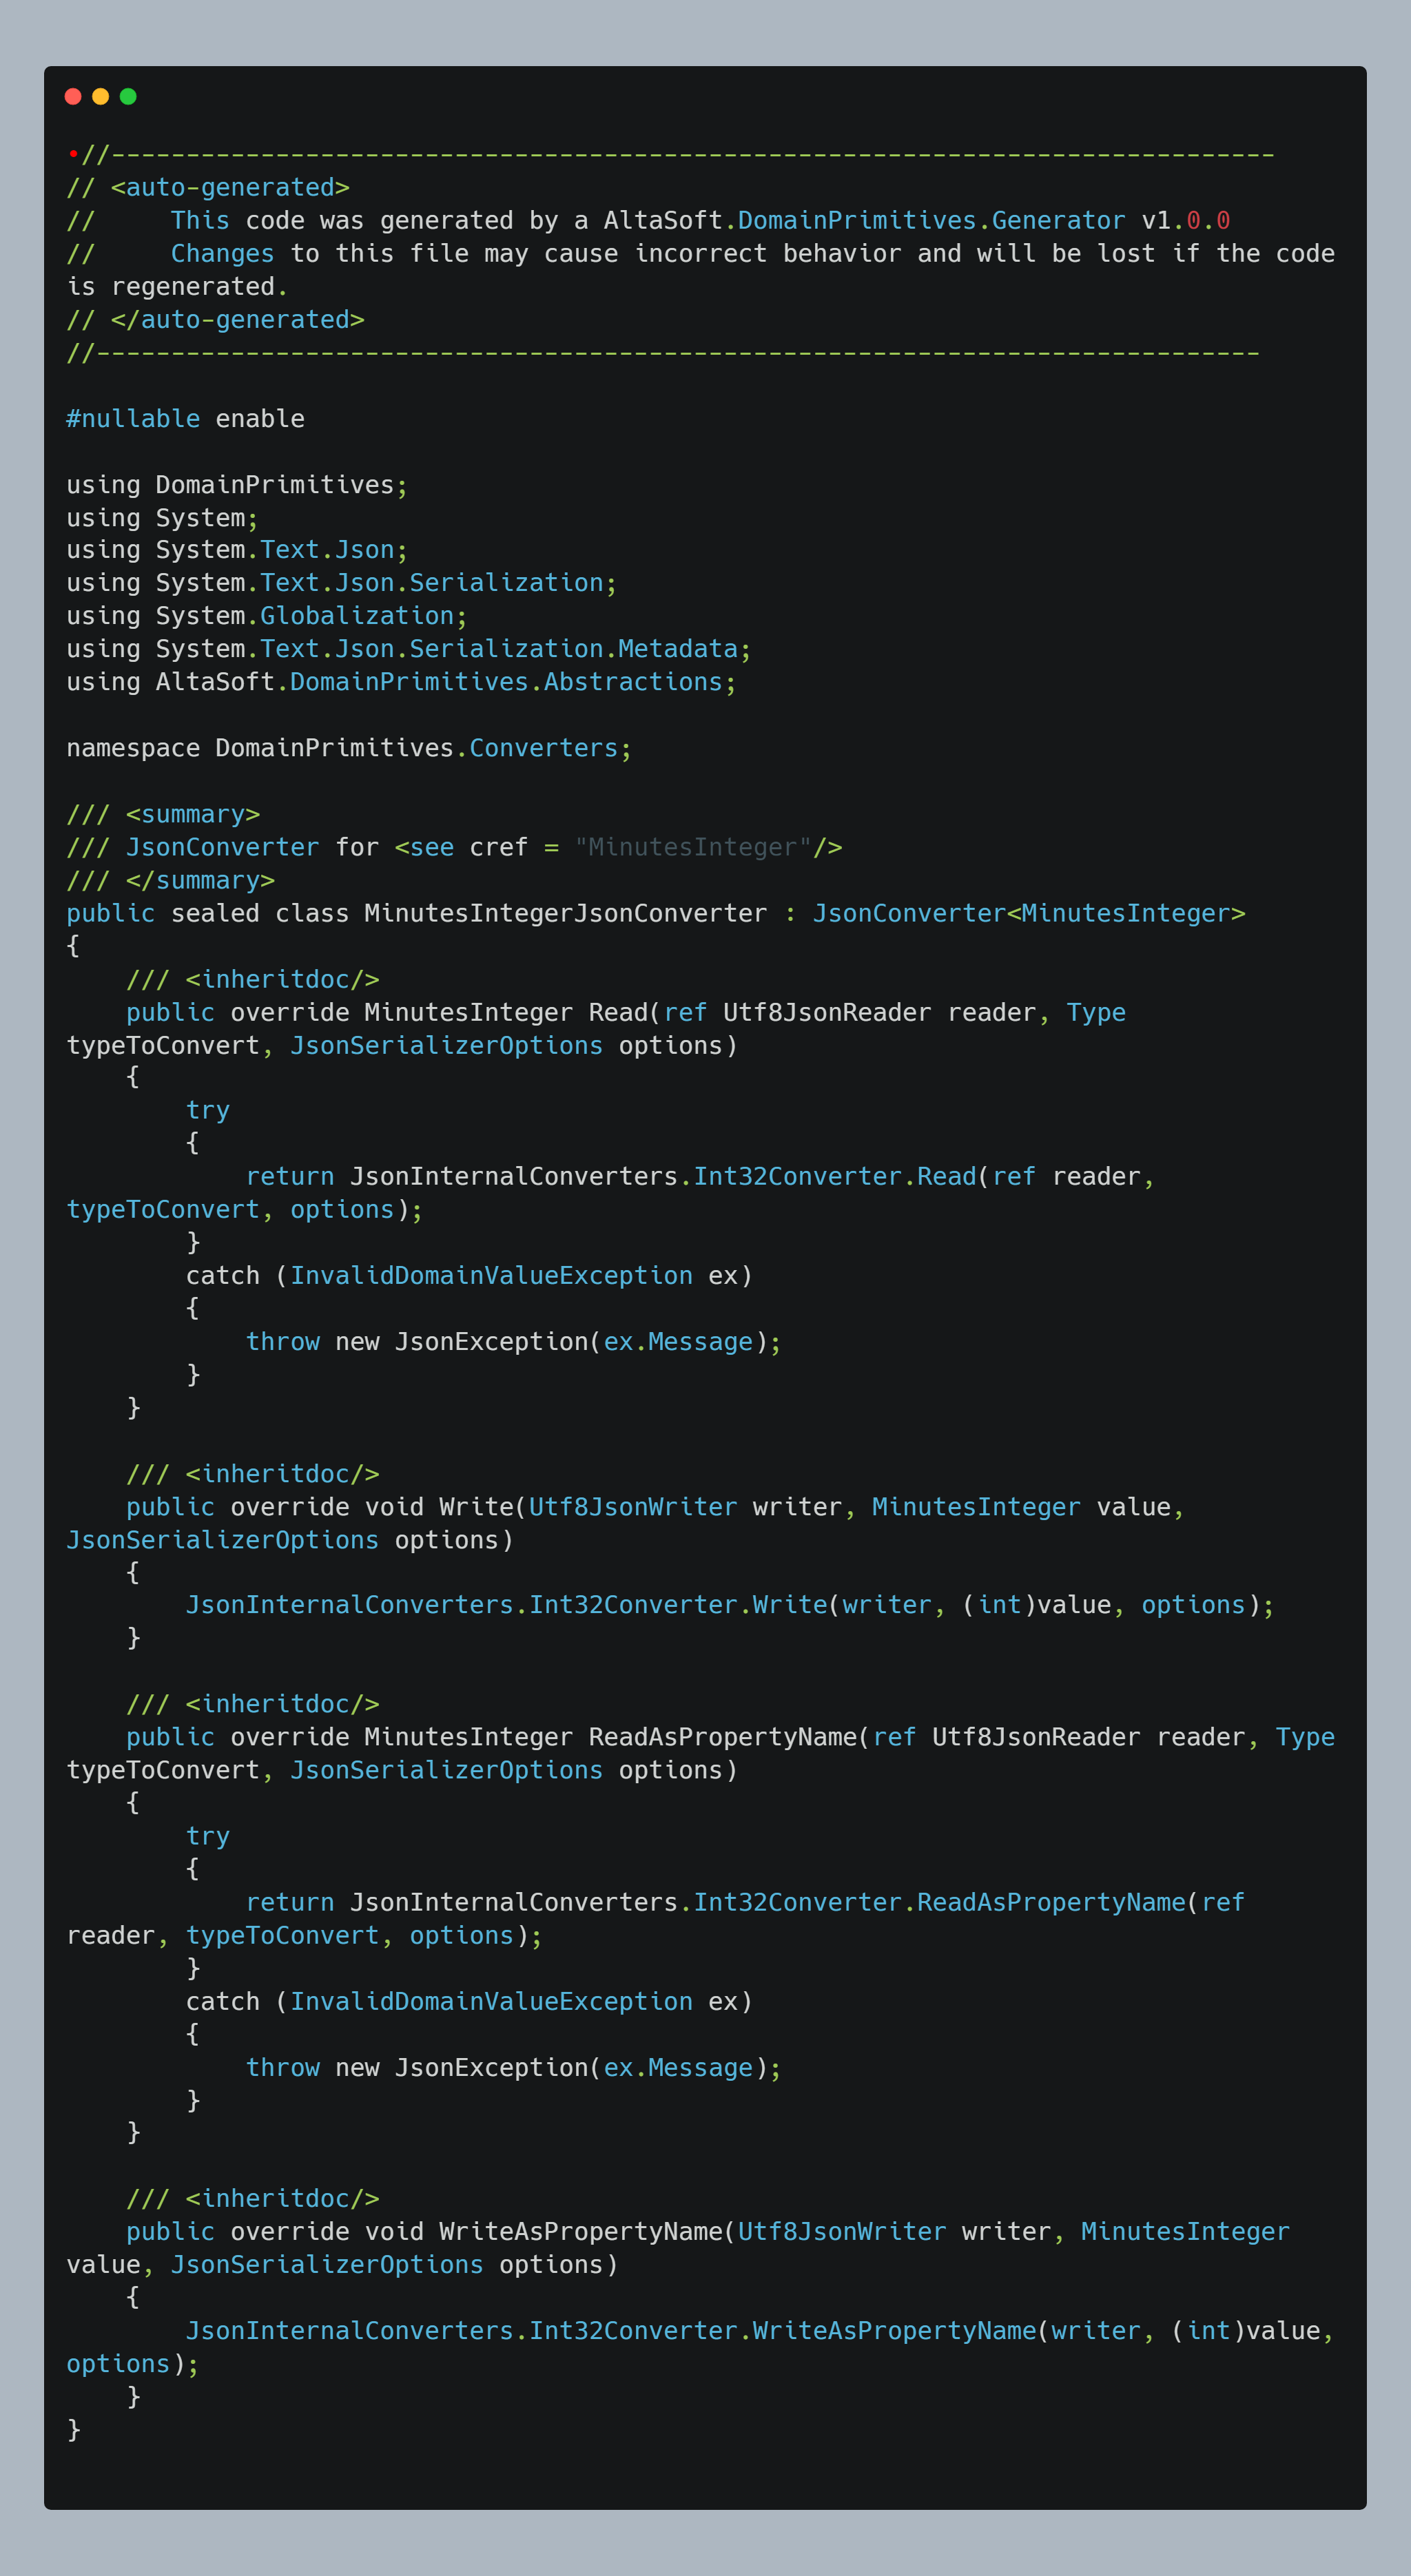 •//------------------------------------------------------------------------------
// <auto-generated>
//     This code was generated by a AltaSoft.DomainPrimitives.Generator v1.0.0
//     Changes to this file may cause incorrect behavior and will be lost if the code
is regenerated.
// </auto-generated>
//------------------------------------------------------------------------------

#nullable enable

using DomainPrimitives;
using System;
using System.Text.Json;
using System.Text.Json.Serialization;
using System.Globalization;
using System.Text.Json.Serialization.Metadata;
using AltaSoft.DomainPrimitives.Abstractions;

namespace DomainPrimitives.Converters;

/// <summary>
/// JsonConverter for <see cref = "MinutesInteger"/>
/// </summary>
public sealed class MinutesIntegerJsonConverter : JsonConverter<MinutesInteger>
{
    /// <inheritdoc/>
    public override MinutesInteger Read(ref Utf8JsonReader reader, Type
typeToConvert, JsonSerializerOptions options)
    {
        try
        {
            return JsonInternalConverters.Int32Converter.Read(ref reader,
typeToConvert, options);
        }
        catch (InvalidDomainValueException ex)
        {
            throw new JsonException(ex.Message);
        }
    }

    /// <inheritdoc/>
    public override void Write(Utf8JsonWriter writer, MinutesInteger value,
JsonSerializerOptions options)
    {
        JsonInternalConverters.Int32Converter.Write(writer, (int)value, options);
    }

    /// <inheritdoc/>
    public override MinutesInteger ReadAsPropertyName(ref Utf8JsonReader reader, Type
typeToConvert, JsonSerializerOptions options)
    {
        try
        {
            return JsonInternalConverters.Int32Converter.ReadAsPropertyName(ref
reader, typeToConvert, options);
        }
        catch (InvalidDomainValueException ex)
        {
            throw new JsonException(ex.Message);
        }
    }

    /// <inheritdoc/>
    public override void WriteAsPropertyName(Utf8JsonWriter writer, MinutesInteger
value, JsonSerializerOptions options)
    {
        JsonInternalConverters.Int32Converter.WriteAsPropertyName(writer, (int)value,
options);
    }
}